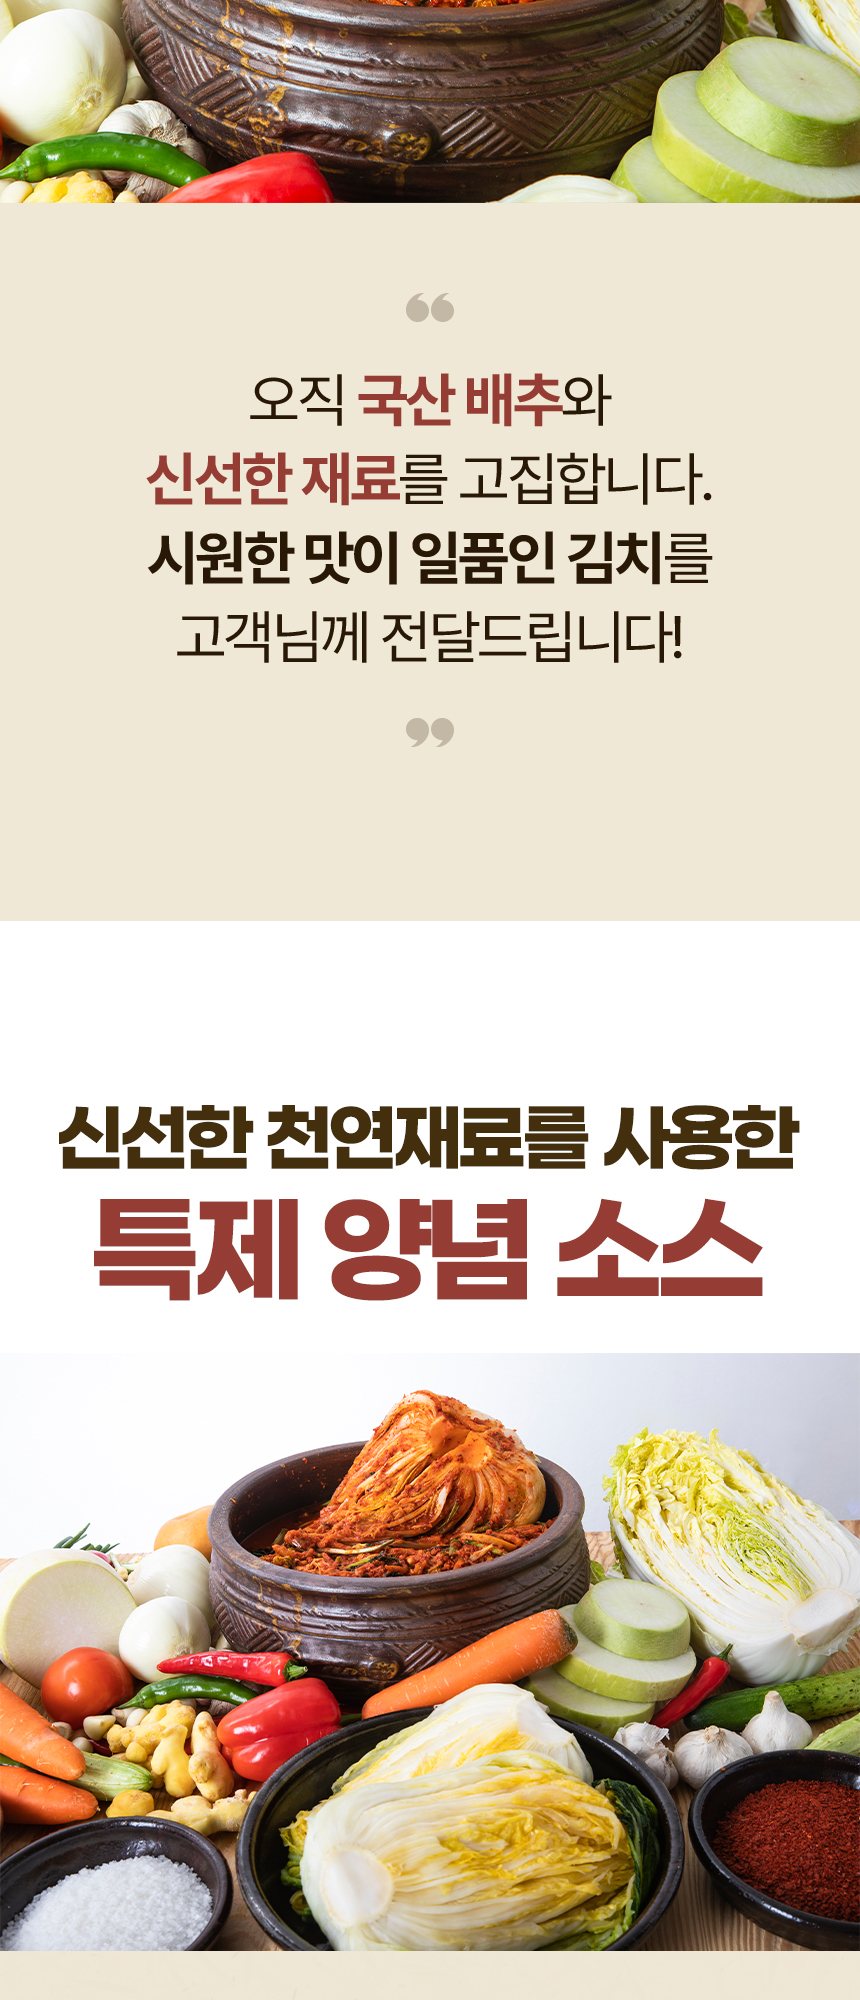 “
오직 국산 배추와
신선한 재료를 고집합니다.
시원한 맛이 일품인 김치를
고객님께 전달드립니다!
”
신선한 천연재료를 사용한
특제 양념 소스